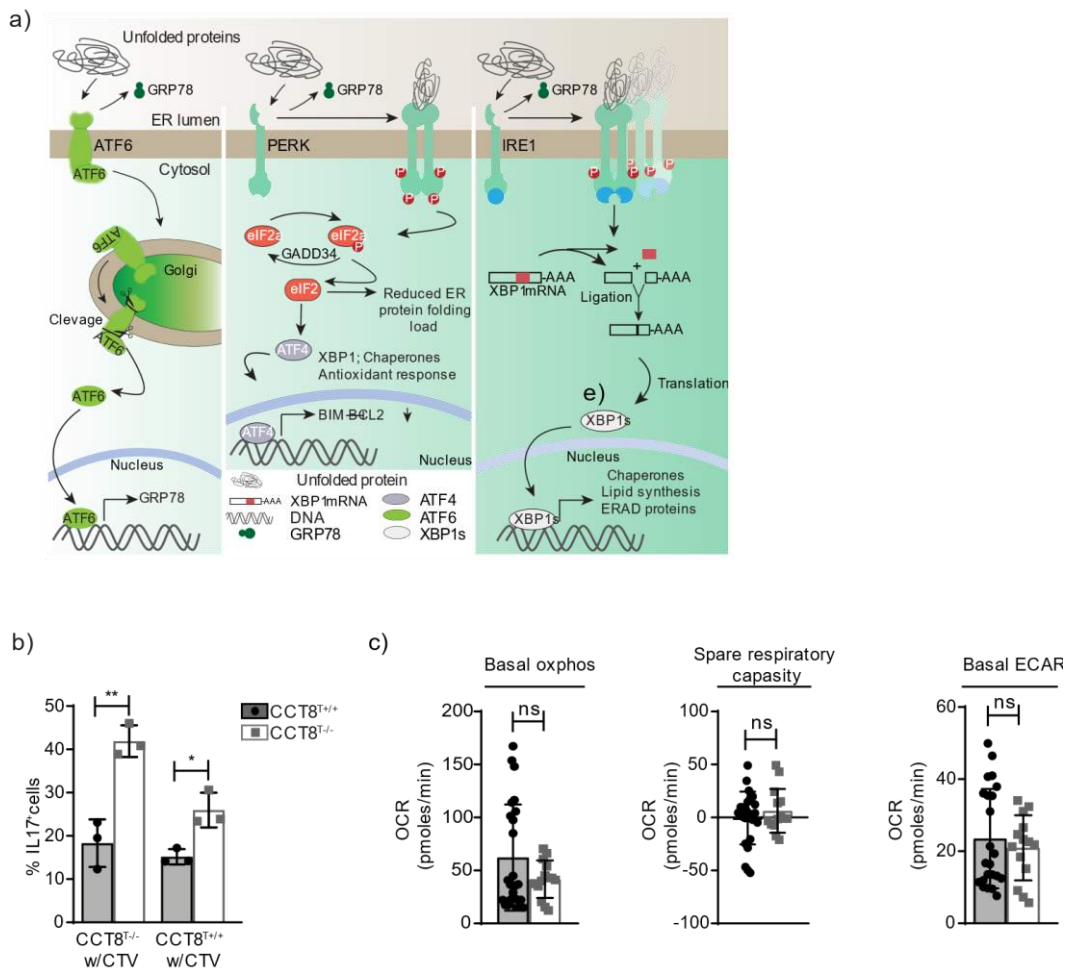 a)
Unfolded proteins
GRP78
GRP78
GRP78
ER lumen
ATF6
PERK
IRE1
ATF6
Cytosol
P P
P P
P P
P P
P P
ATF6
Golgi
Clevage
ATF6
eIF2a
eIF2a
P
GADD34
eIF2
Reduced ER
protein folding
load
ATF4
XBP1; Chaperones
Antioxidant response
XBP1mRNA
-AAA
+
-AAA
Ligation
-AAA
Translation
e)
XBP1s
ATF6
BIM BCL2
ATF4
Nucleus
Nucleus
Nucleus
Chaperones
Lipid synthesis
ERAD proteins
XBP1s
GRP78
ATF6
Unfolded protein
-AAA XBP1mRNA
DNA
GRP78
ATF4
ATF6
XBP1s
b)
% IL17+cells
50
40
30
20
10
0
**
*
CCT8T+/+
CCT8T-/-
CCT8T-/-
w/CTV
CCT8T+/+
w/CTV
c)
Basal oxphos
ns
OCR
(pmoles/min)
200
150
100
50
0
Spare respiratory
capasity
ns
OCR
(pmoles/min)
100
50
0
-50
-100
Basal ECAR
ns
OCR
(pmoles/min)
60
40
20
0